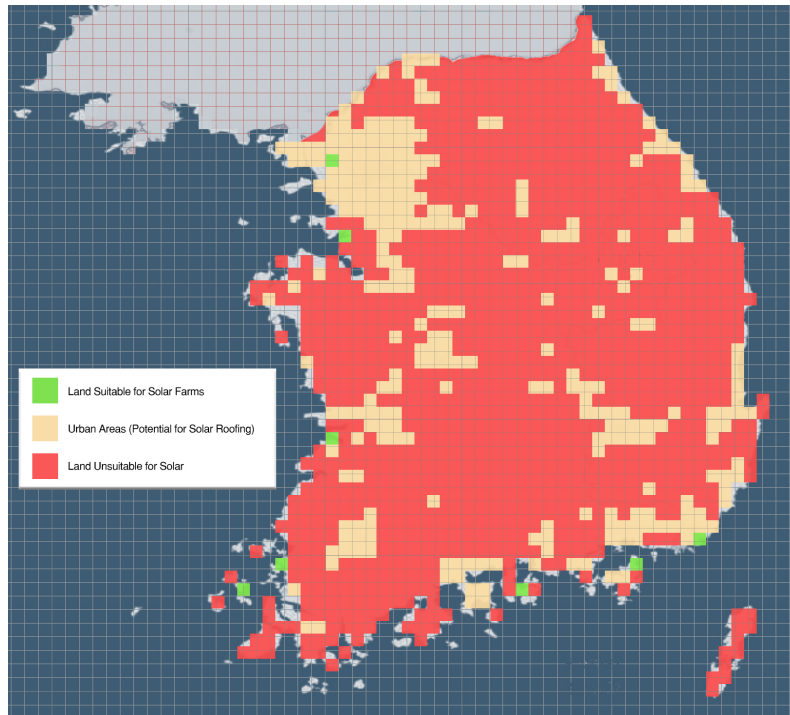 Land Suitable for Solar Farms
Urban Areas (Potential for Solar Roofing)
Land Unsuitable for Solar